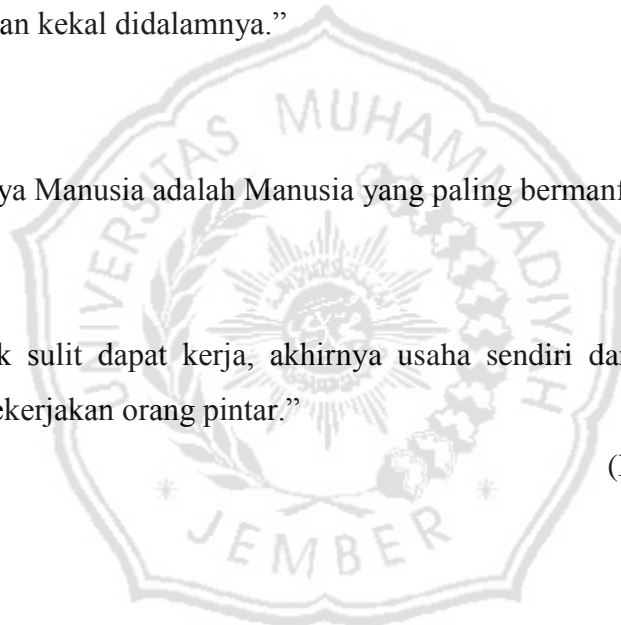 an kekal didalamnya.”
ya Manusia adalah Manusia yang paling bermanf
k sulit dapat kerja, akhirnya usaha sendiri da
ekerjakan orang pintar.”
(
UNIVERSITAS MUHAMMADIYAH
JEMBER